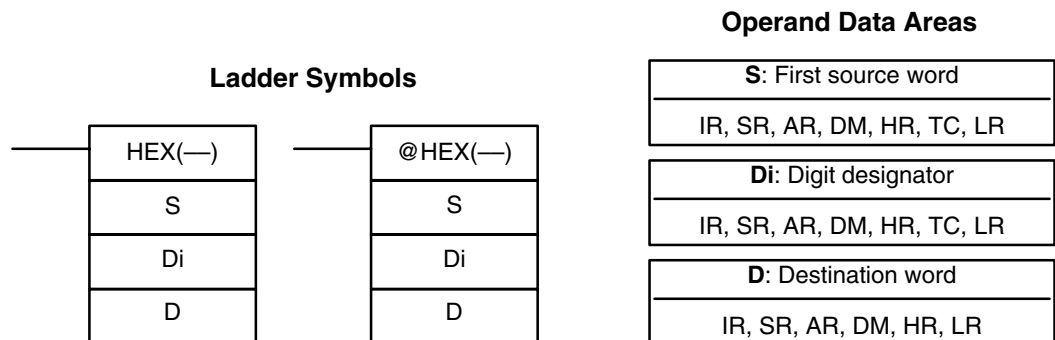 Ladder Symbols
HEX(––)
S
Di
D
@HEX(––)
S
Di
D
Operand Data Areas
S: First source word
IR, SR, AR, DM, HR, TC, LR
Di: Digit designator
IR, SR, AR, DM, HR, TC, LR
D: Destination word
IR, SR, AR, DM, HR, LR